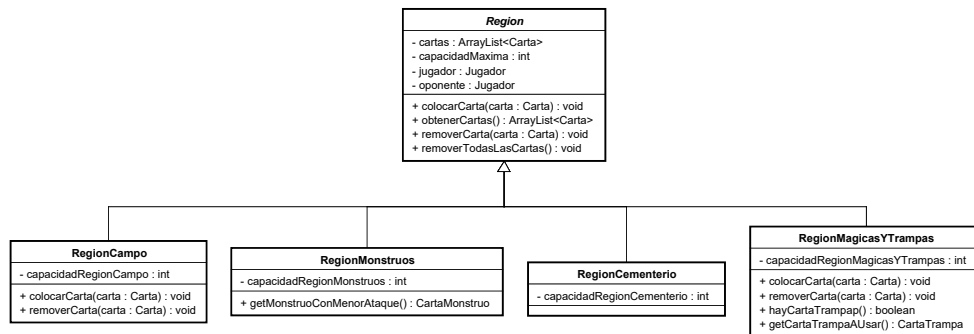 Region
- cartas : ArrayList<Carta>
- capacidadMaxima : int
- jugador : Jugador
- oponente : Jugador
+ colocarCarta(carta : Carta) : void
+ obtenerCartas() : ArrayList<Carta>
+ removerCarta(carta : Carta) : void
+ removerTodasLasCartas() : void
RegionCampo
- capacidadRegionCampo : int
+ colocarCarta(carta : Carta) : void
+ removerCarta(carta : Carta) : void
RegionMonstruos
- capacidadRegionMonstruos : int
+ getMonstruoConMenorAtaque() : CartaMonstruo
RegionCementerio
- capacidadRegionCementerio : int
RegionMagicasYTrampas
- capacidadRegionMagicasYTrampas : int
+ colocarCarta(carta : Carta) : void
+ removerCarta(carta : Carta) : void
+ hayCartaTrampap() : boolean
+ getCartaTrampaAUsar() : CartaTrampa